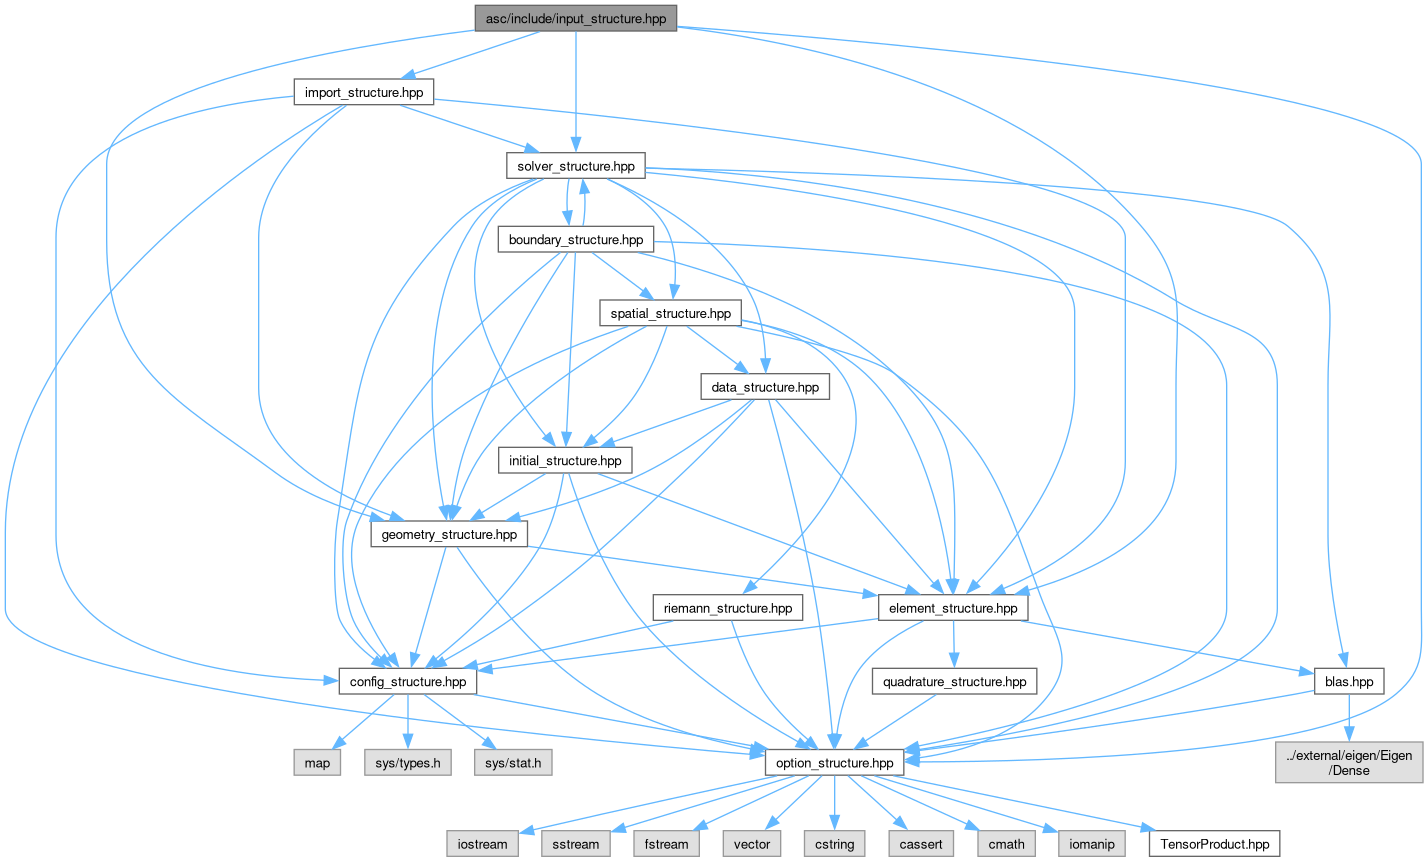 asc/include/input_structure.hpp
import_structure.hpp
solver_structure.hpp
boundary_structure.hpp
spatial_structure.hpp
data_structure.hpp
initial_structure.hpp
geometry_structure.hpp
riemann_structure.hpp
element_structure.hpp
config_structure.hpp
quadrature_structure.hpp
blas.hpp
map
sys/types.h
sys/stat.h
option_structure.hpp
../external/eigen/Eigen
/Dense
iostream
sstream
fstream
vector
cstring
cassert
cmath
iomanip
TensorProduct.hpp